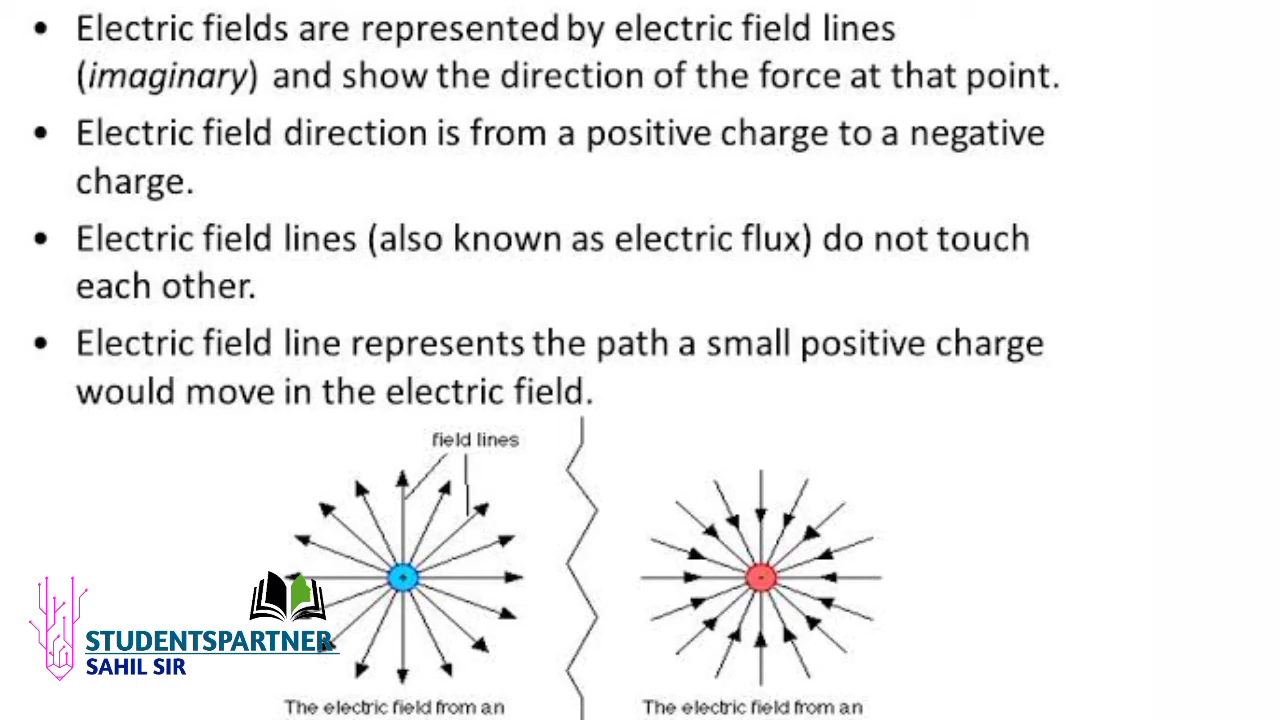 • Electric fields are represented by electric field lines
(imaginary) and show the direction of the force at that point.
• Electric field direction is from a positive charge to a negative
charge.
• Electric field lines (also known as electric flux) do not touch
each other.
• Electric field line represents the path a small positive charge
would move in the electric field.
field lines
+
-
STUDENTSPARTNER
SAHIL SIR
The electric field from an
The electric field from an